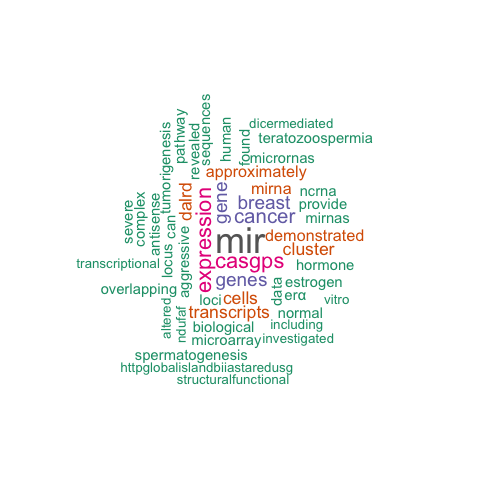 dicermediated
teratozoospermia
sequences
human
found
revealed
pathway
tumorigenesis
micrornas
approximately
mirna
ncrna
dalrd
gene
breast
provide
cancer
mirnas
severe
complex
antisense
can
expression
mir
demonstrated
cluster
locus
aggressive
casgps
hormone
transcriptional
genes
data
estrogen
overlapping
loci
cells
erα
vitro
altered
ndufaf
transcripts
normal
biological
including
microarray
investigated
spermatogenesis
httpglobalislandbiiastaredusg
structuralfunctional